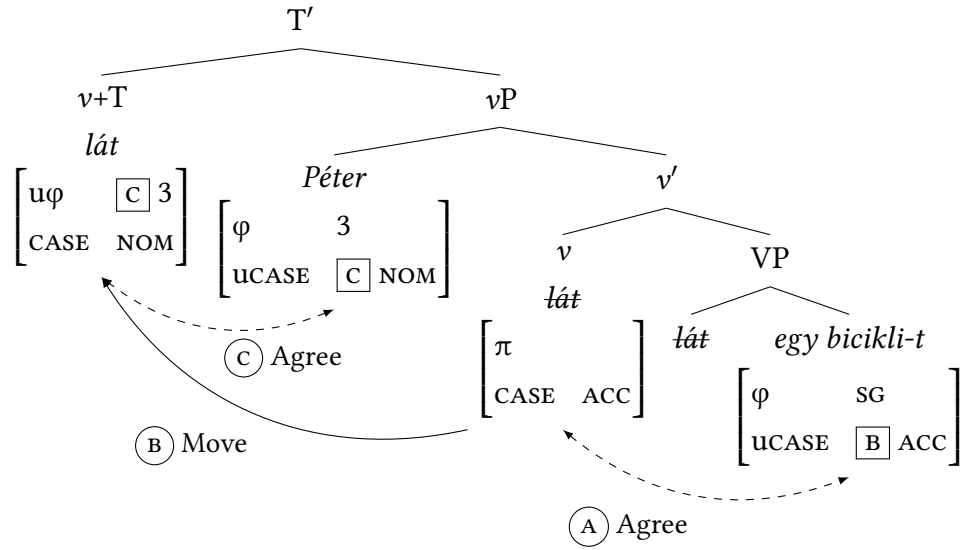 T′
v+T
vP
lát
uφ C 3
CASE NOM
Péter
φ 3
uCASE C NOM
v′
v
VP
lát
π
CASE ACC
lát
egy bicikli-t
φ SG
uCASE B ACC
C Agree
B Move
A Agree